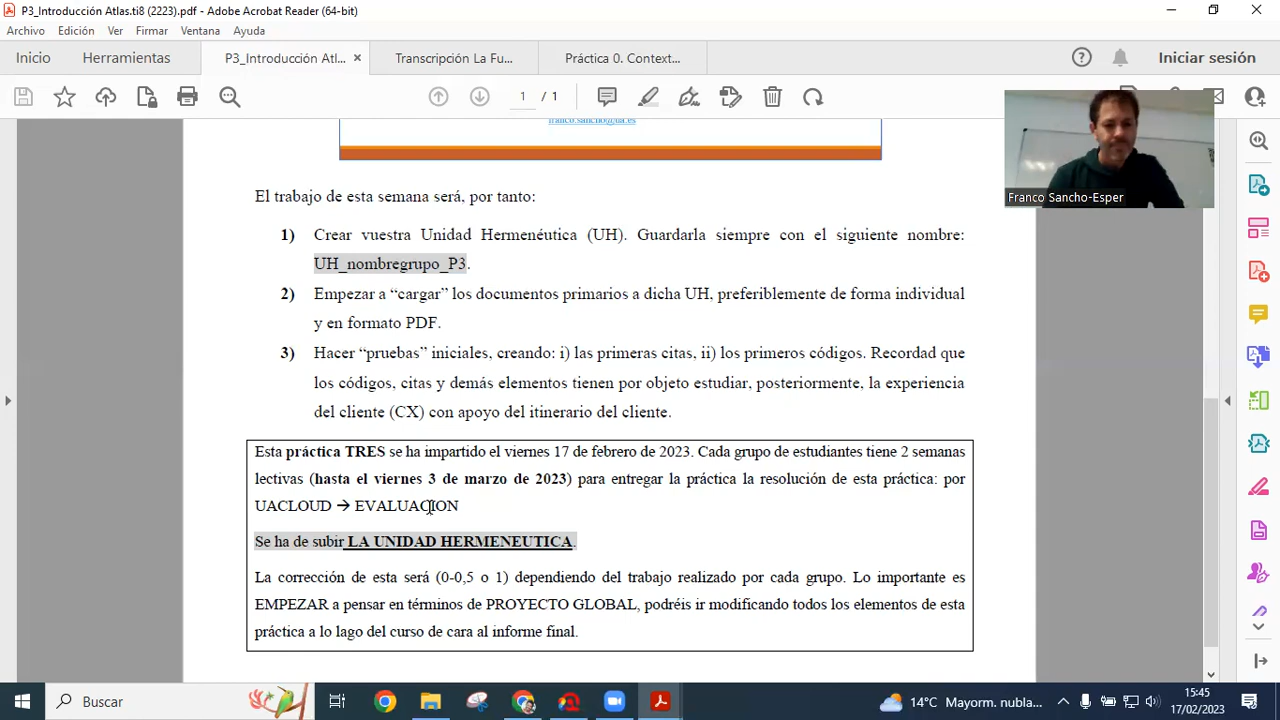 P3_Introducción Atlas.ti8 (2223).pdf - Adobe Acrobat Reader (64-bit)
Archivo Edición Ver Firmar Ventana Ayuda
Inicio Herramientas P3_Introducción Atl... × Transcripción La Fu... Práctica 0. Context... Iniciar sesión
1 / 1
franco.sancho@ua.es
Franco Sancho-Esper
El trabajo de esta semana será, por tanto:
1) Crear vuestra Unidad Hermenéutica (UH). Guardarla siempre con el siguiente nombre:
UH_nombregrupo_P3.
2) Empezar a “cargar” los documentos primarios a dicha UH, preferiblemente de forma individual
y en formato PDF.
3) Hacer “pruebas” iniciales, creando: i) las primeras citas, ii) los primeros códigos. Recordad que
los códigos, citas y demás elementos tienen por objeto estudiar, posteriormente, la experiencia
del cliente (CX) con apoyo del itinerario del cliente.
Esta práctica TRES se ha impartido el viernes 17 de febrero de 2023. Cada grupo de estudiantes tiene 2 semanas
lectivas (hasta el viernes 3 de marzo de 2023) para entregar la práctica la resolución de esta práctica: por
UACLOUD → EVALUACION
Se ha de subir LA UNIDAD HERMENEUTICA.
La corrección de esta será (0-0,5 o 1) dependiendo del trabajo realizado por cada grupo. Lo importante es
EMPEZAR a pensar en términos de PROYECTO GLOBAL, podréis ir modificando todos los elementos de esta
práctica a lo lago del curso de cara al informe final.
Buscar
14°C Mayorm. nubla...
15:45
17/02/2023